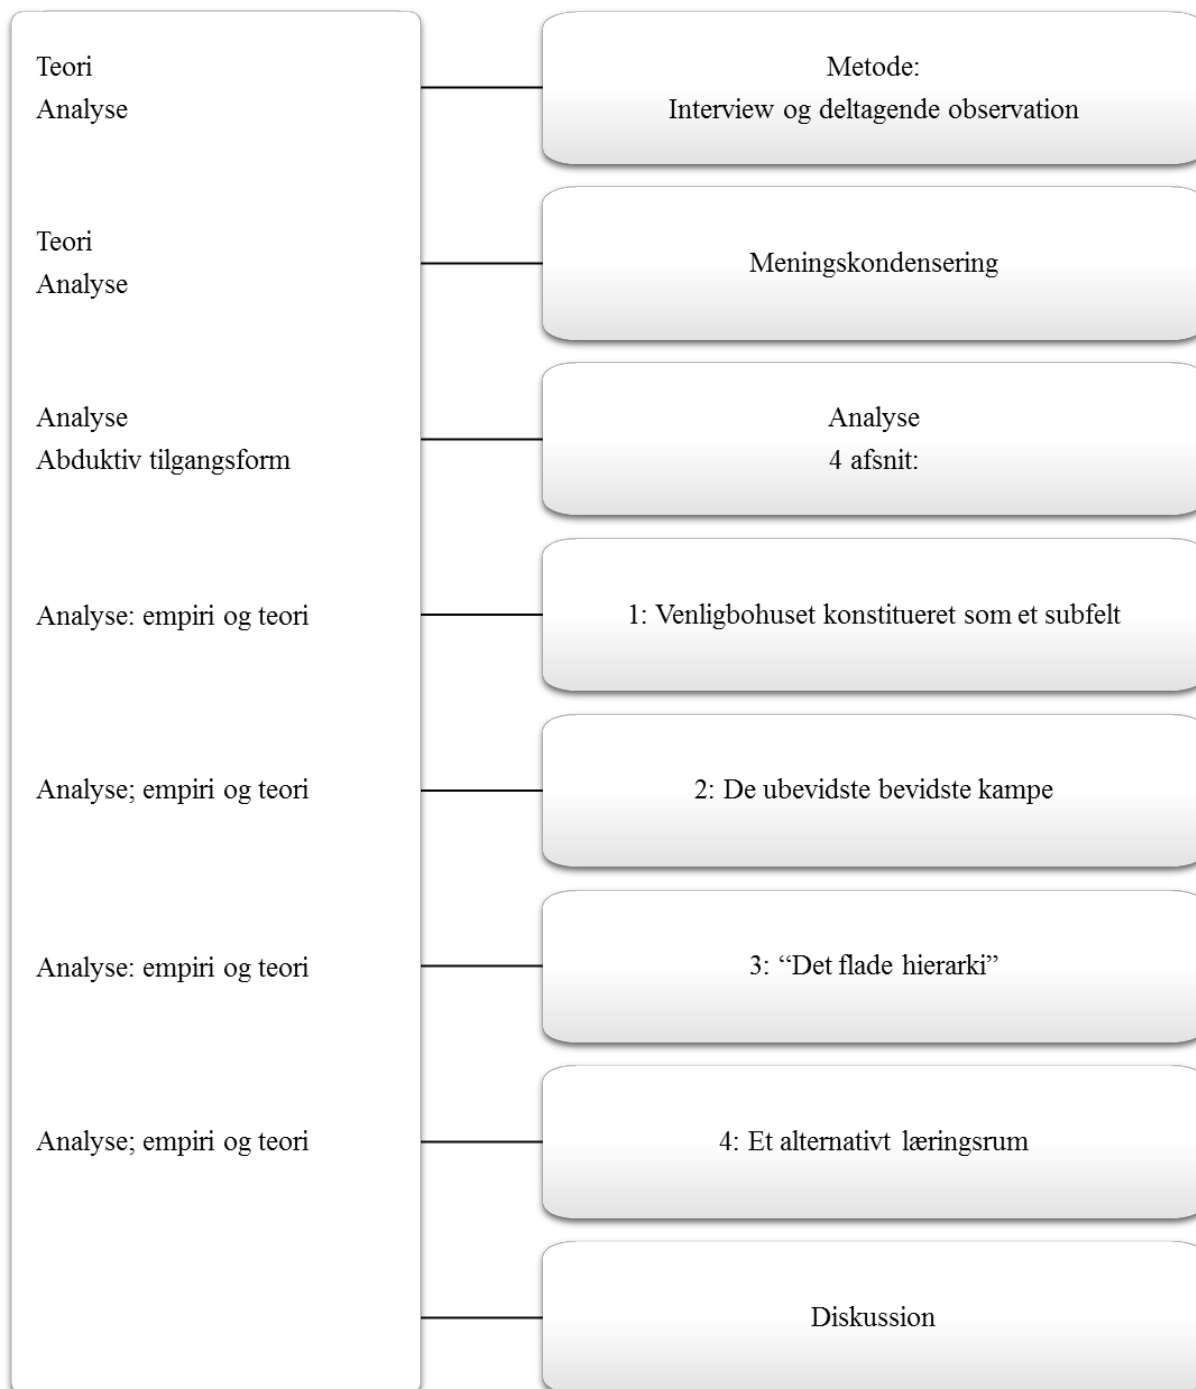 Teori
Analyse
Metode:
Interview og deltagende observation
Teori
Analyse
Meningskondensering
Analyse
Abduktiv tilgangsform
Analyse
4 afsnit:
Analyse: empiri og teori
1: Venligbohuset konstitueret som et subfelt
Analyse; empiri og teori
2: De ubevidste bevidste kampe
Analyse: empiri og teori
3: “Det flade hierarki”
Analyse; empiri og teori
4: Et alternativt læringsrum
Diskussion